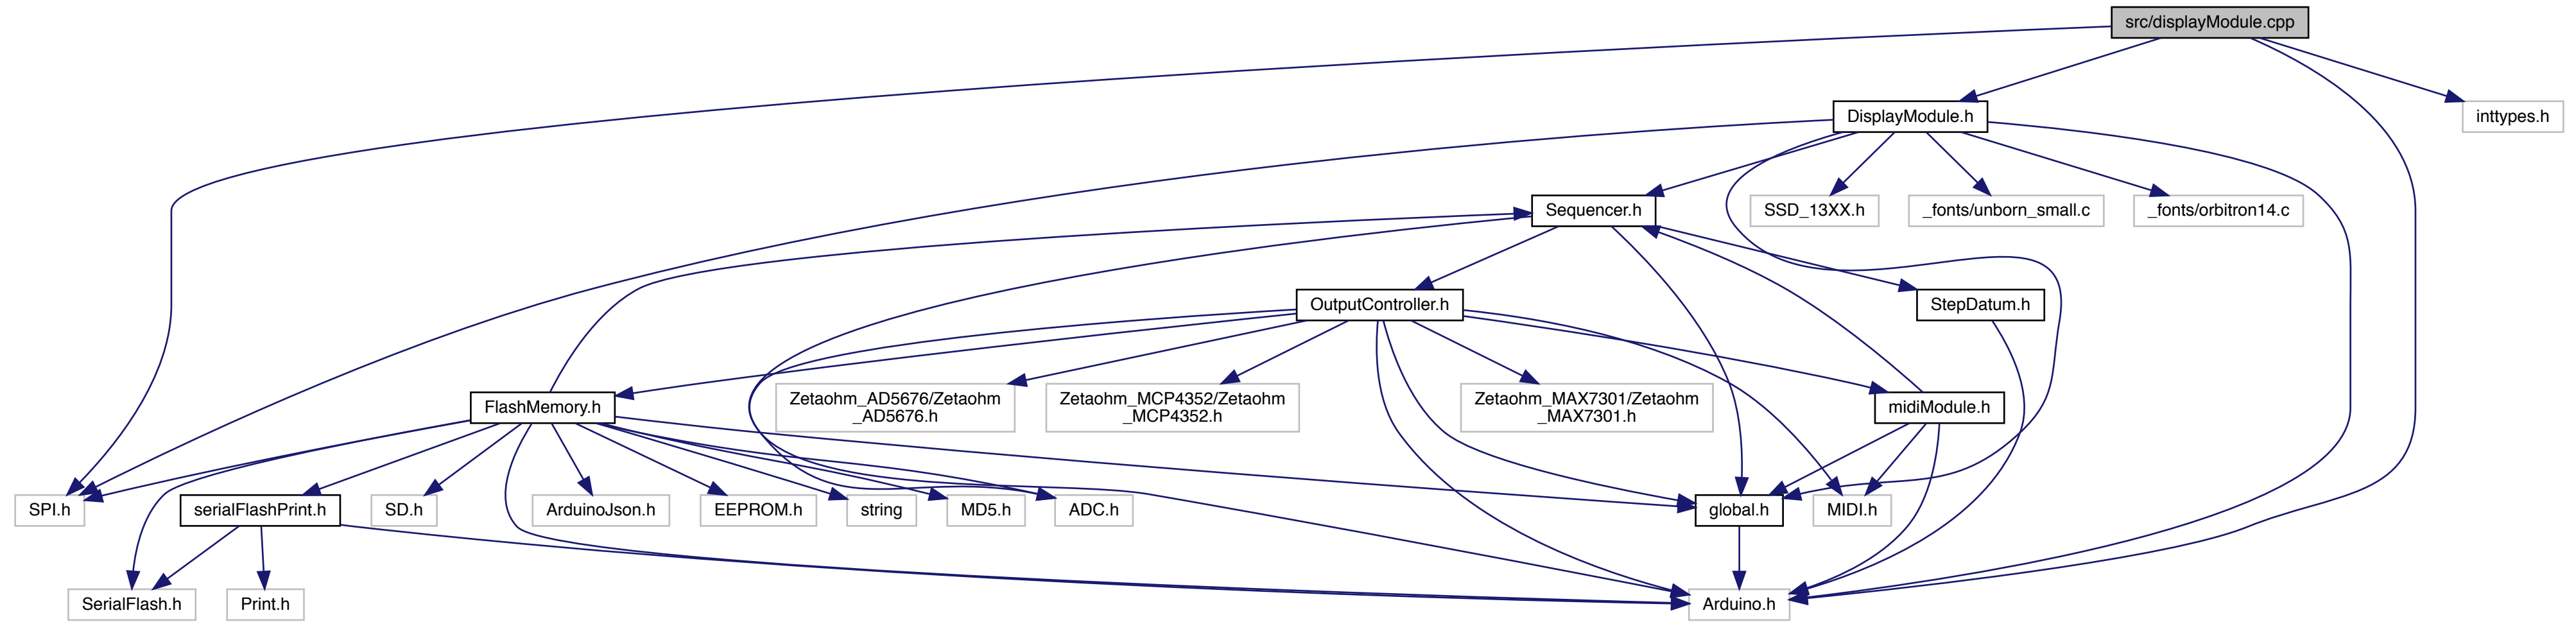 src/displayModule.cpp
DisplayModule.h
inttypes.h
Sequencer.h
SSD_13XX.h
_fonts/unborn_small.c
_fonts/orbitron14.c
OutputController.h
StepDatum.h
FlashMemory.h
Zetaohm_AD5676/Zetaohm
_AD5676.h
Zetaohm_MCP4352/Zetaohm
_MCP4352.h
Zetaohm_MAX7301/Zetaohm
_MAX7301.h
midiModule.h
SPI.h
serialFlashPrint.h
SD.h
ArduinoJson.h
EEPROM.h
string
MD5.h
ADC.h
global.h
MIDI.h
SerialFlash.h
Print.h
Arduino.h